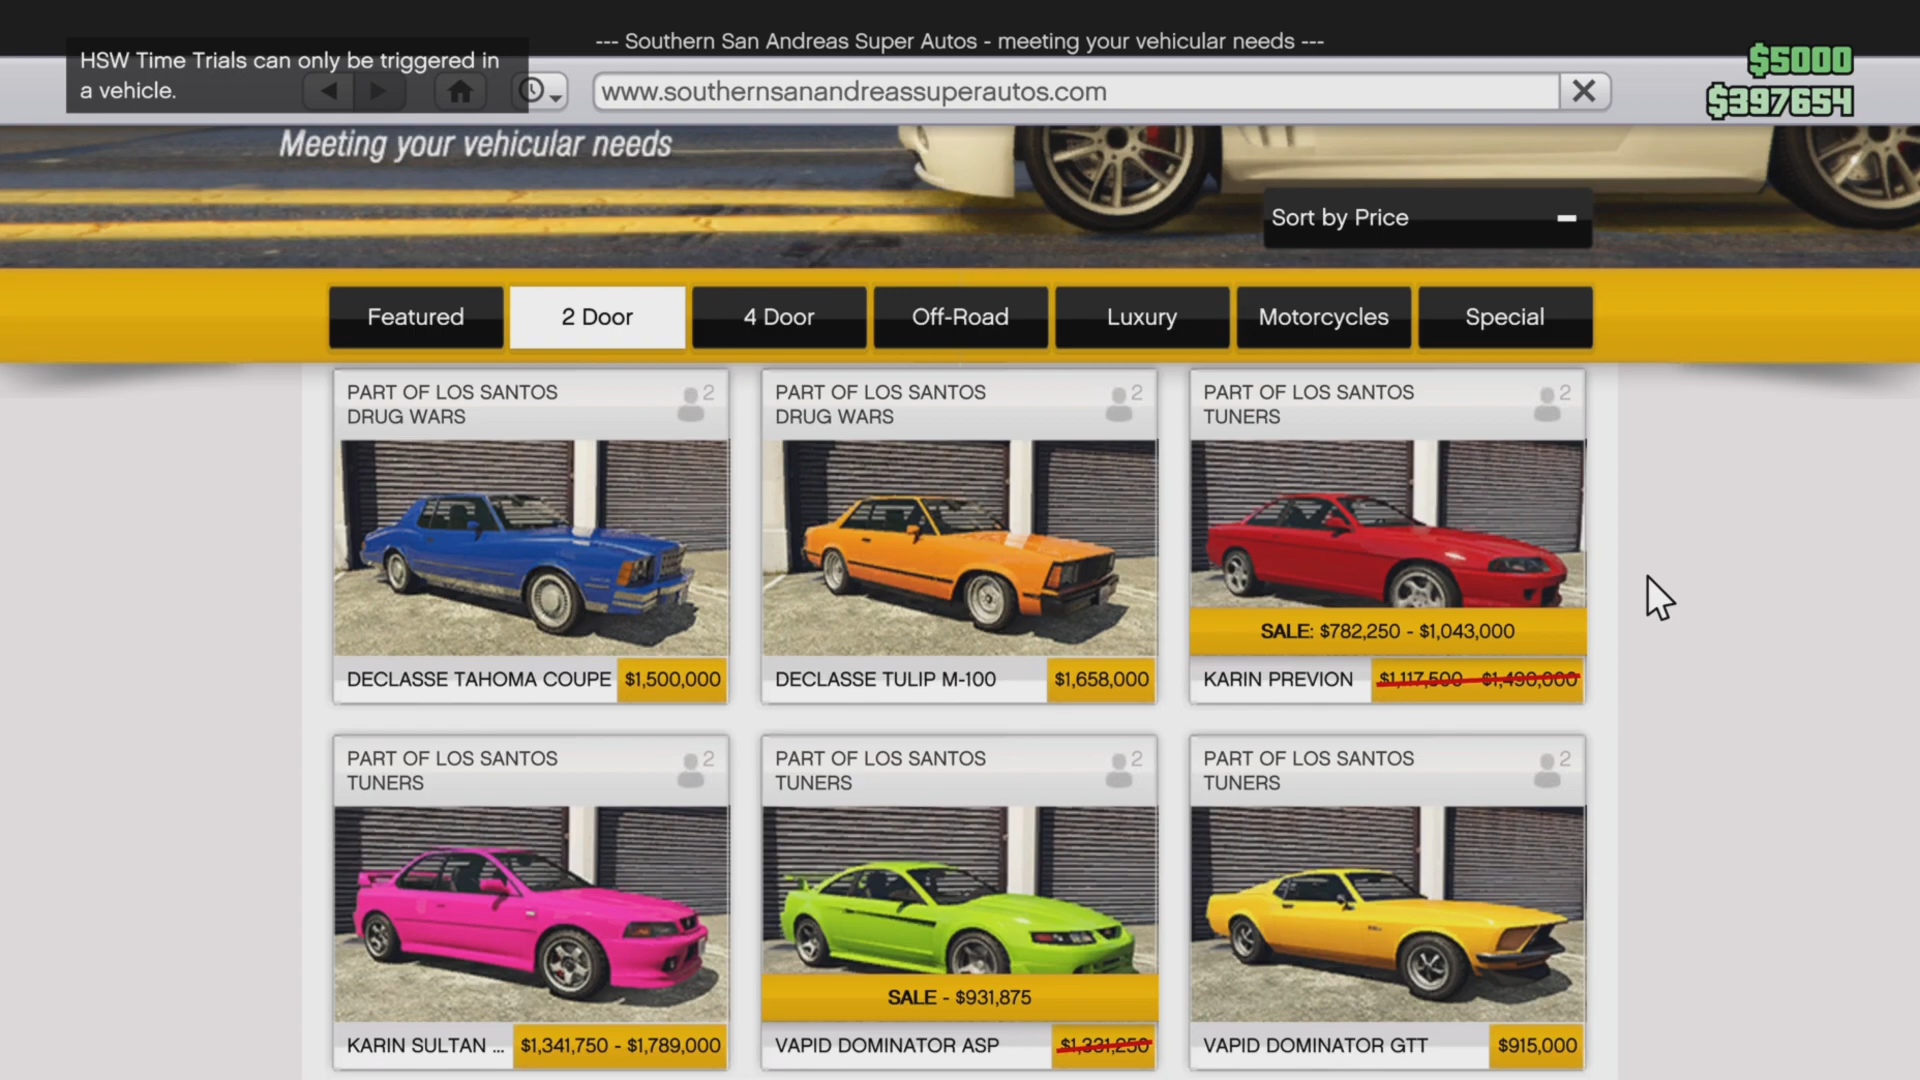 --- Southern San Andreas Super Autos - meeting your vehicular needs ---
HSW Time Trials can only be triggered in
a vehicle.
www.southernsanandreassuperautos.com
$5000
$397654
Meeting your vehicular needs
Sort by Price
Featured
2 Door
4 Door
Off-Road
Luxury
Motorcycles
Special
PART OF LOS SANTOS
DRUG WARS
2
DECLASSE TAHOMA COUPE
$1,500,000
PART OF LOS SANTOS
DRUG WARS
2
DECLASSE TULIP M-100
$1,658,000
PART OF LOS SANTOS
TUNERS
2
SALE: $782,250 - $1,043,000
KARIN PREVION
$1,117,500 - $1,490,000
PART OF LOS SANTOS
TUNERS
2
KARIN SULTAN ...
$1,341,750 - $1,789,000
PART OF LOS SANTOS
TUNERS
2
SALE - $931,875
VAPID DOMINATOR ASP
$1,331,250
PART OF LOS SANTOS
TUNERS
2
VAPID DOMINATOR GTT
$915,000